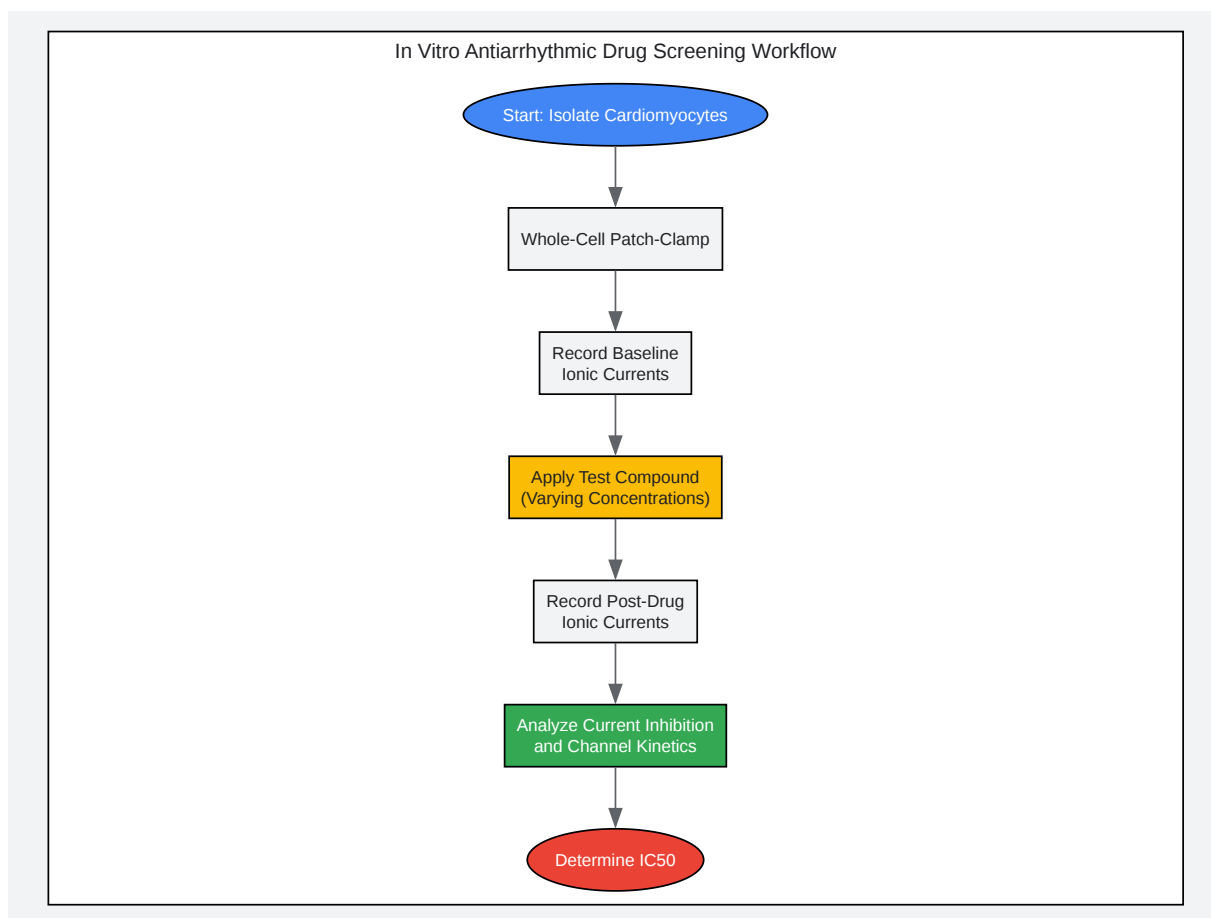 In Vitro Antiarrhythmic Drug Screening Workflow
Start: Isolate Cardiomyocytes
Whole-Cell Patch-Clamp
Record Baseline
Ionic Currents
Apply Test Compound
(Varying Concentrations)
Record Post-Drug
Ionic Currents
Analyze Current Inhibition
and Channel Kinetics
Determine IC50